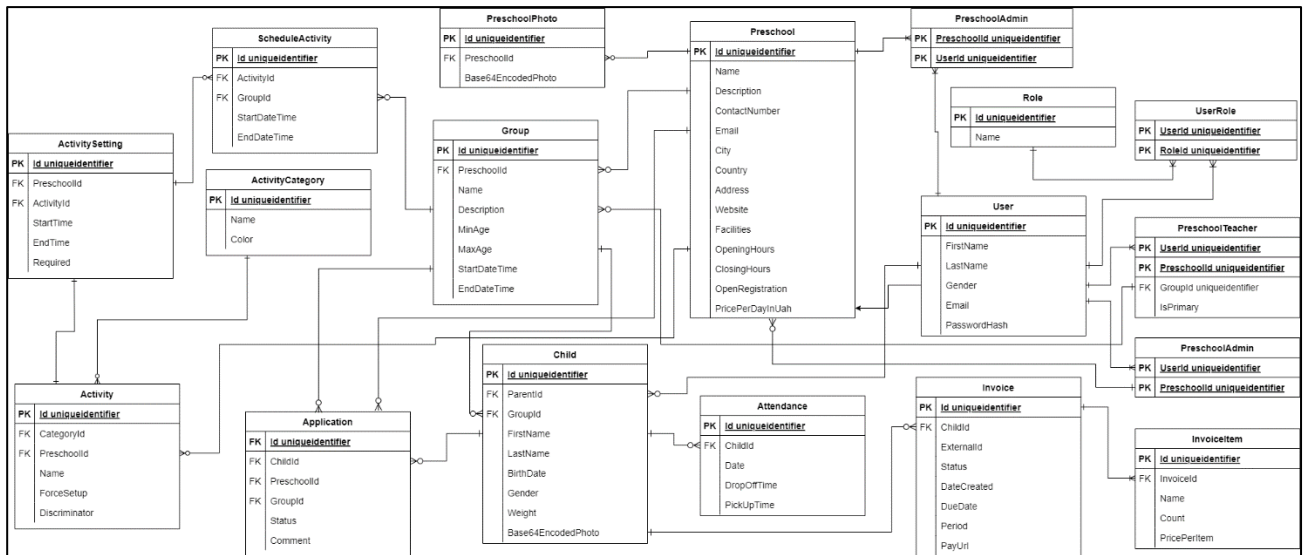 PreschoolPhoto
PK Id uniqueidentifier
FK PreschoolId
Base64EncodedPhoto
Preschool
PK Id uniqueidentifier
Name
Description
ContactNumber
Email
City
Country
Address
Website
Facilities
OpeningHours
ClosingHours
OpenRegistration
PricePerDayInUah
PreschoolAdmin
PK PreschoolId uniqueidentifier
PK UserId uniqueidentifier
ScheduleActivity
PK Id uniqueidentifier
FK ActivityId
FK GroupId
StartDateTime
EndDateTime
Role
PK Id uniqueidentifier
Name
UserRole
PK UserId uniqueidentifier
PK RoleId uniqueidentifier
Group
PK Id uniqueidentifier
FK PreschoolId
Name
Description
MinAge
MaxAge
StartDateTime
EndDateTime
ActivitySetting
PK Id uniqueidentifier
FK PreschoolId
FK ActivityId
StartTime
EndTime
Required
ActivityCategory
PK Id uniqueidentifier
Name
Color
User
PK Id uniqueidentifier
FirstName
LastName
Gender
Email
PasswordHash
PreschoolTeacher
PK UserId uniqueidentifier
PK PreschoolId uniqueidentifier
FK GroupId uniqueidentifier
IsPrimary
PreschoolAdmin
PK UserId uniqueidentifier
PK PreschoolId uniqueidentifier
Child
PK Id uniqueidentifier
FK ParentId
FK GroupId
FirstName
LastName
BirthDate
Gender
Weight
Base64EncodedPhoto
Activity
PK Id uniqueidentifier
FK CategoryId
FK PreschoolId
Name
ForceSetup
Discriminator
Application
FK Id uniqueidentifier
FK ChildId
FK PreschoolId
FK GroupId
Status
Comment
Attendance
PK Id uniqueidentifier
FK ChildId
Date
DropOffTime
PickUpTime
Invoice
PK Id uniqueidentifier
FK ChildId
ExternalId
Status
DateCreated
DueDate
Period
PayUrl
InvoiceItem
PK Id uniqueidentifier
FK InvoiceId
Name
Count
PricePerItem